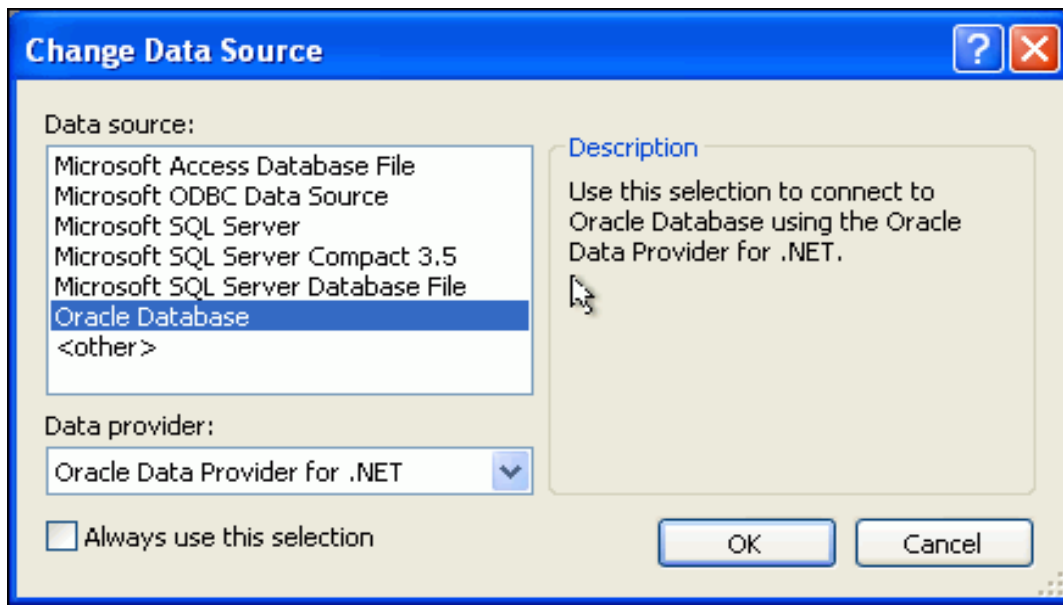 Change Data Source
?
Data source:
Microsoft Access Database File
Microsoft ODBC Data Source
Microsoft SQL Server
Microsoft SQL Server Compact 3.5
Microsoft SQL Server Database File
Oracle Database
<other>
Description
Use this selection to connect to
Oracle Database using the Oracle
Data Provider for .NET.
Data provider:
Oracle Data Provider for .NET
Always use this selection
OK
Cancel